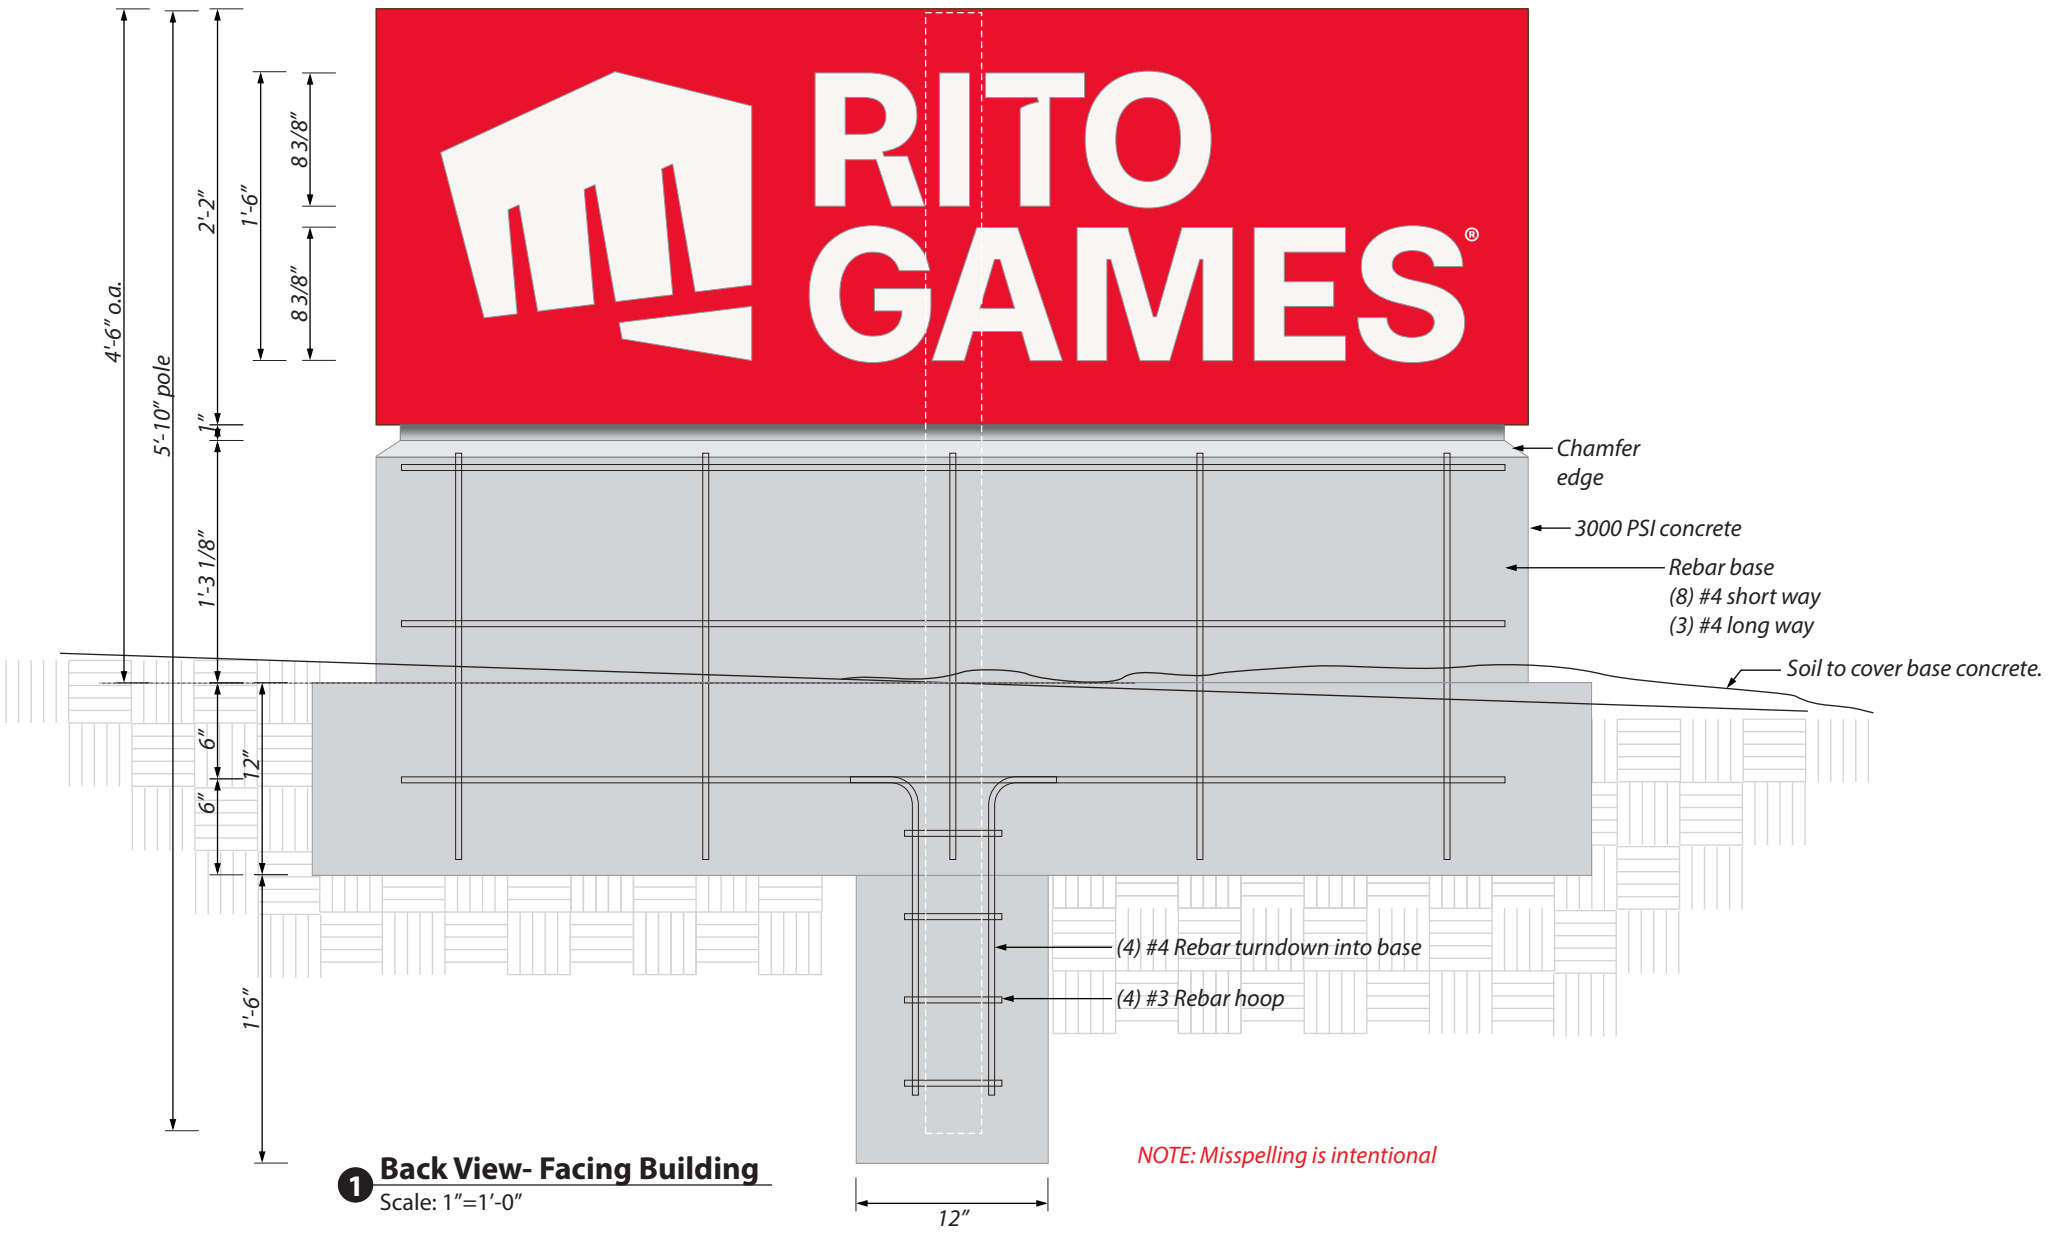 RITO
GAMES®
4'-6" o.a.
5'-10" pole
2'-2"
1'-6"
8 3/8"
8 3/8"
1"
1'-3 1/8"
6"
12"
6"
1'-6"
Chamfer
edge
3000 PSI concrete
Rebar base
(8) #4 short way
(3) #4 long way
Soil to cover base concrete.
(4) #4 Rebar turndown into base
(4) #3 Rebar hoop
NOTE: Misspelling is intentional
1 Back View- Facing Building
Scale: 1"=1'-0"
12"